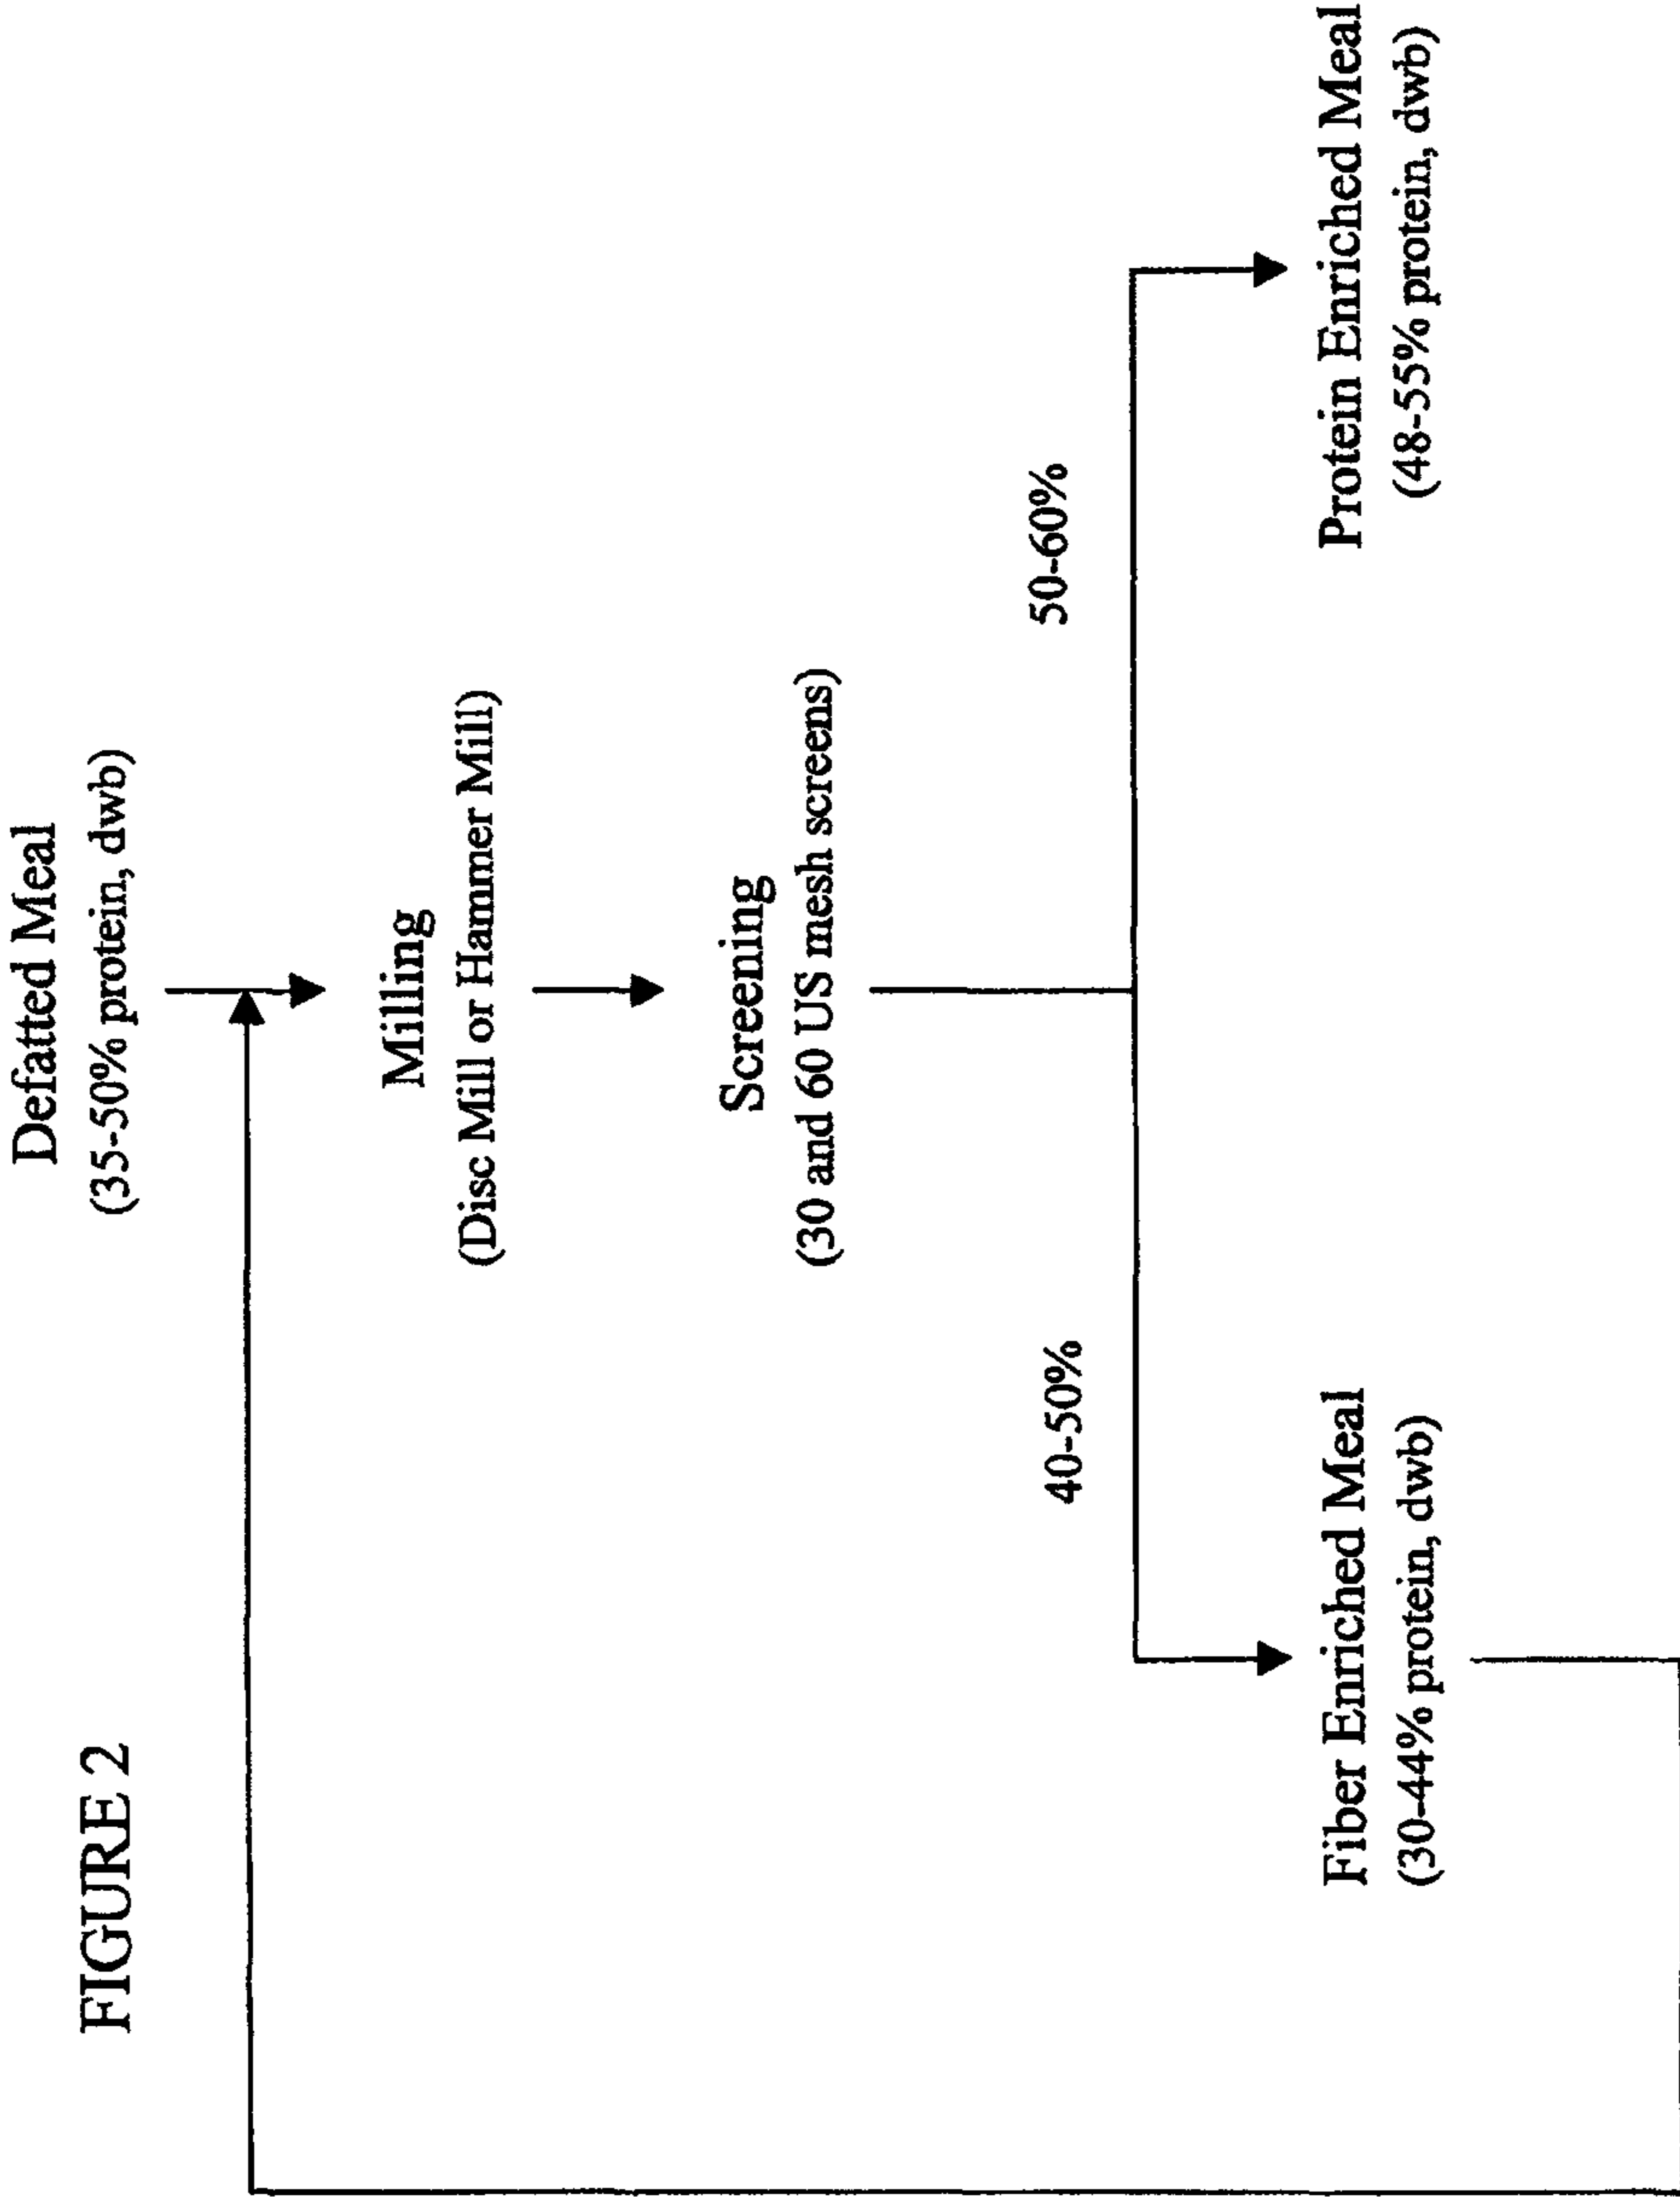 FIGURE 2
Defatted Meal
(35-50% protein, dwb)
Milling
(Disc Mill or Hammer Mill)
Screening
(30 and 60 US mesh screens)
40-50%
50-60%
Fiber Enriched Meal
(30-44% protein, dwb)
Protein Enriched Meal
(48-55% protein, dwb)